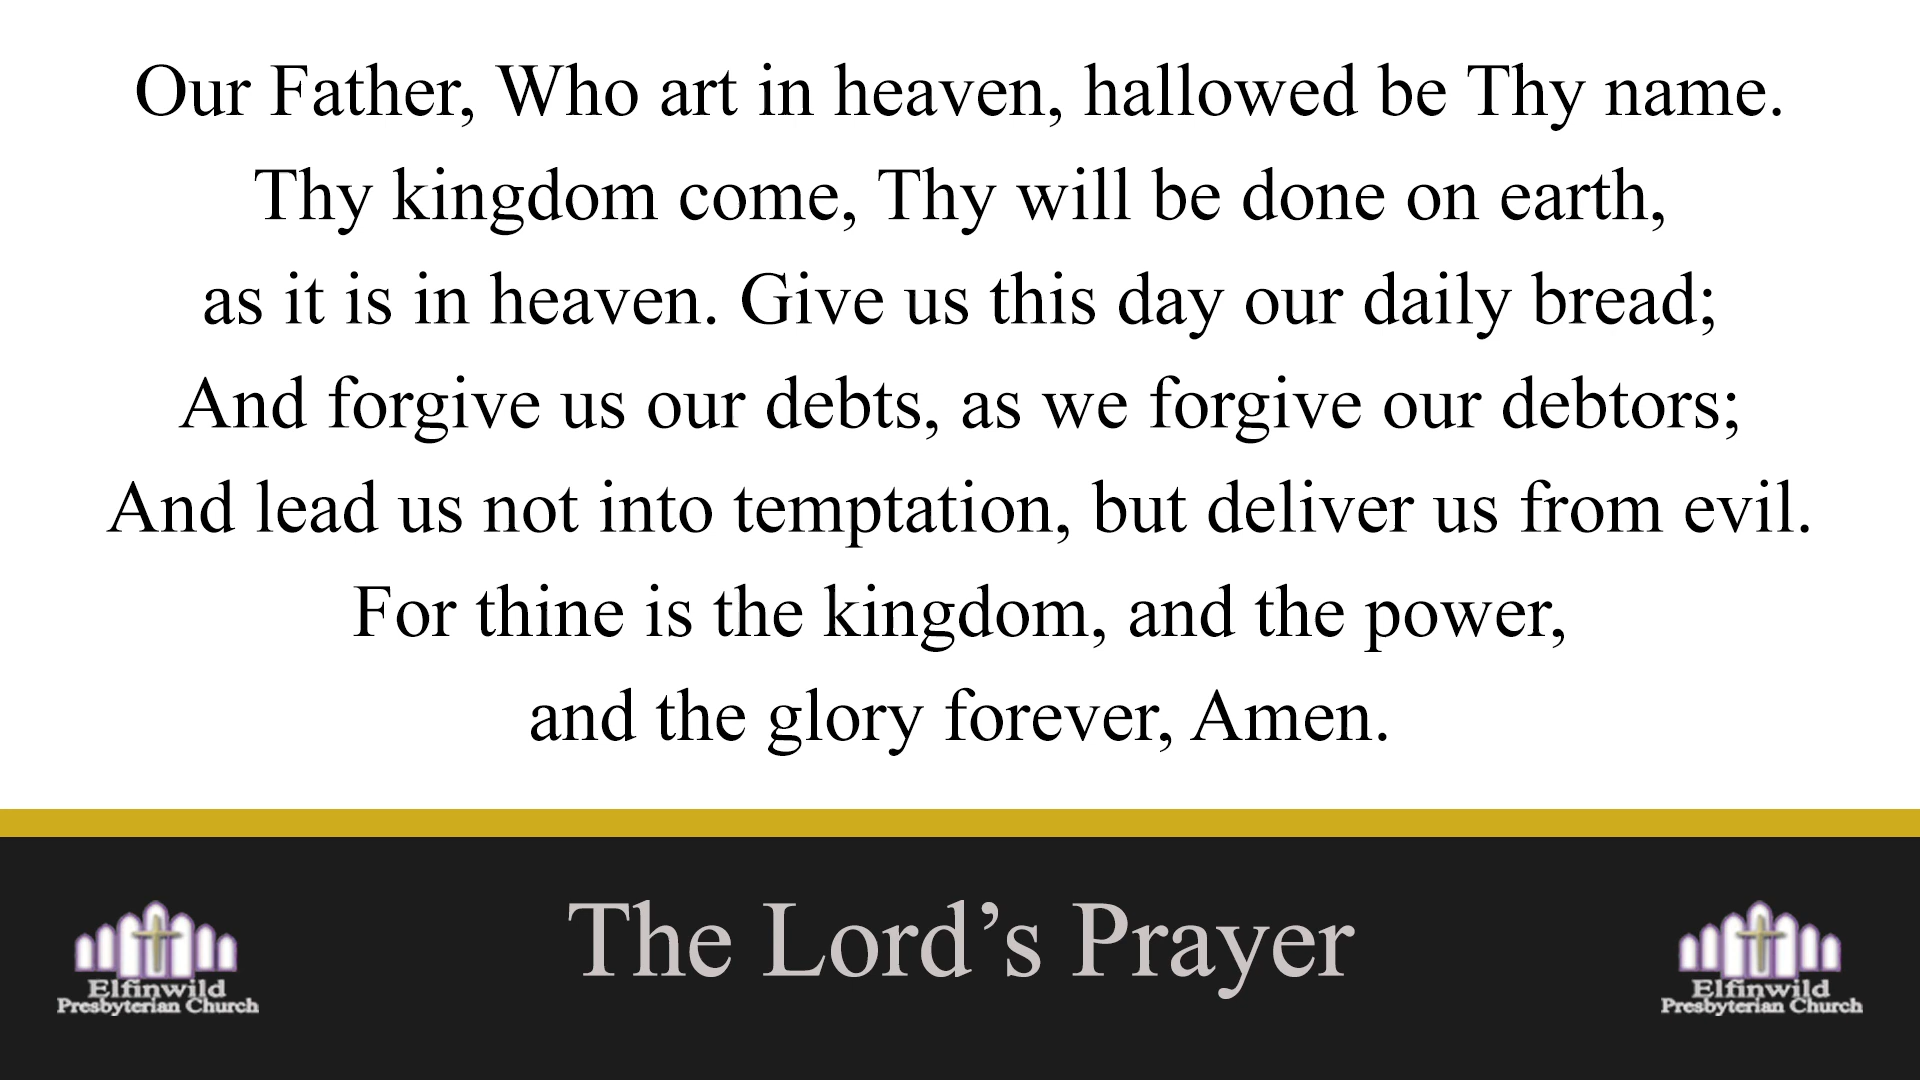 Our Father, Who art in heaven, hallowed be Thy name.
Thy kingdom come, Thy will be done on earth,
as it is in heaven. Give us this day our daily bread;
And forgive us our debts, as we forgive our debtors;
And lead us not into temptation, but deliver us from evil.
For thine is the kingdom, and the power,
and the glory forever, Amen.
The Lord’s Prayer
Elfinwild
Presbyterian Church
Elfinwild
Presbyterian Church